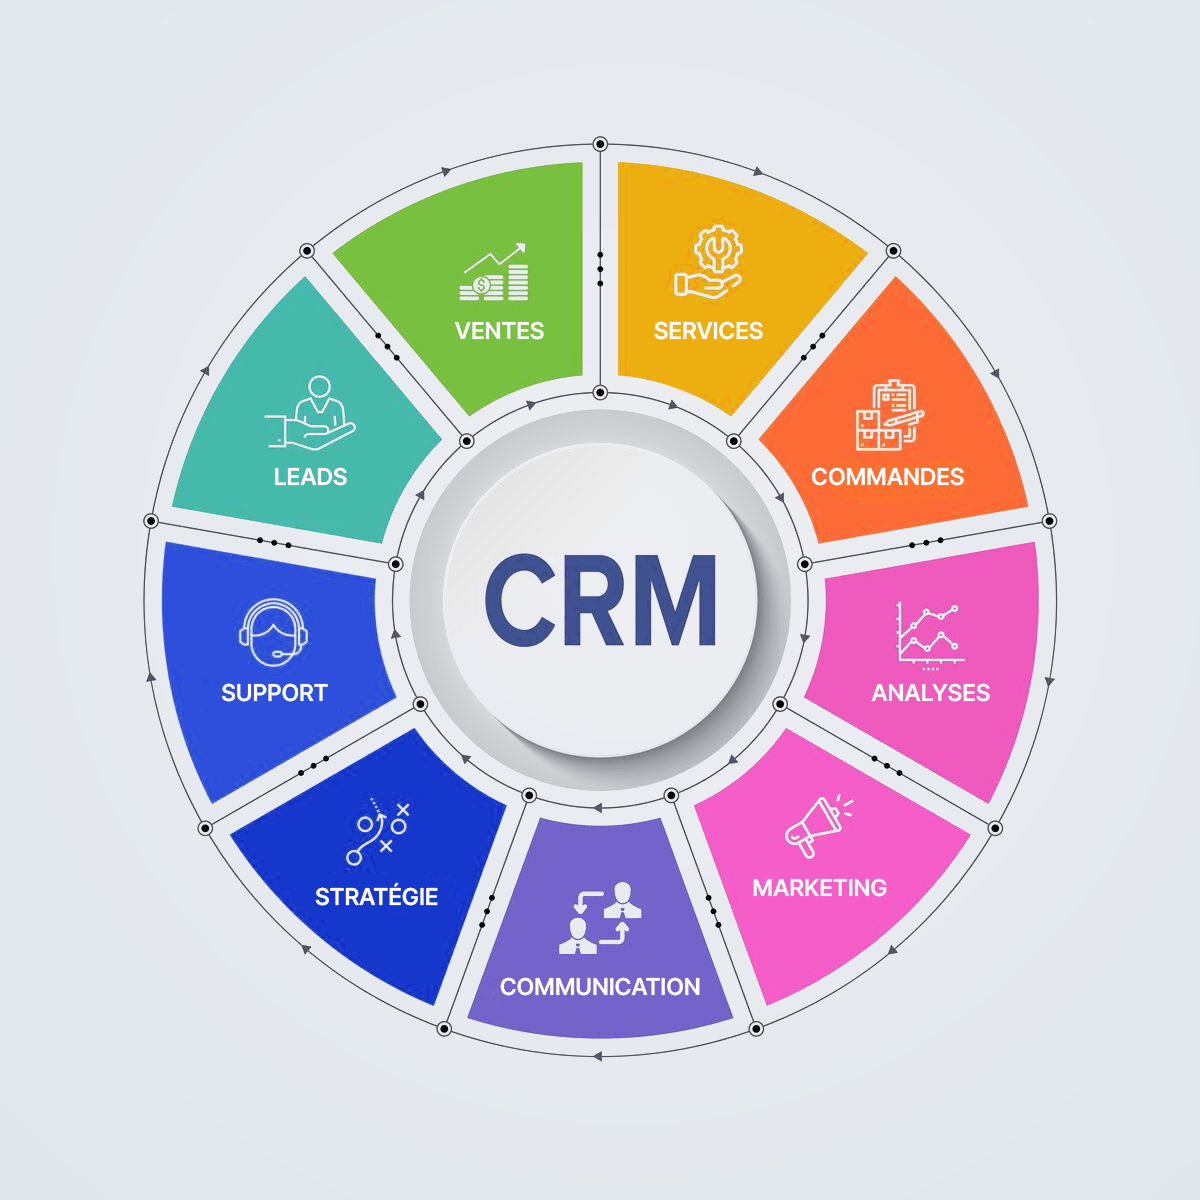 VENTES
SERVICES
LEADS
COMMANDES
CRM
SUPPORT
ANALYSES
STRATÉGIE
MARKETING
COMMUNICATION